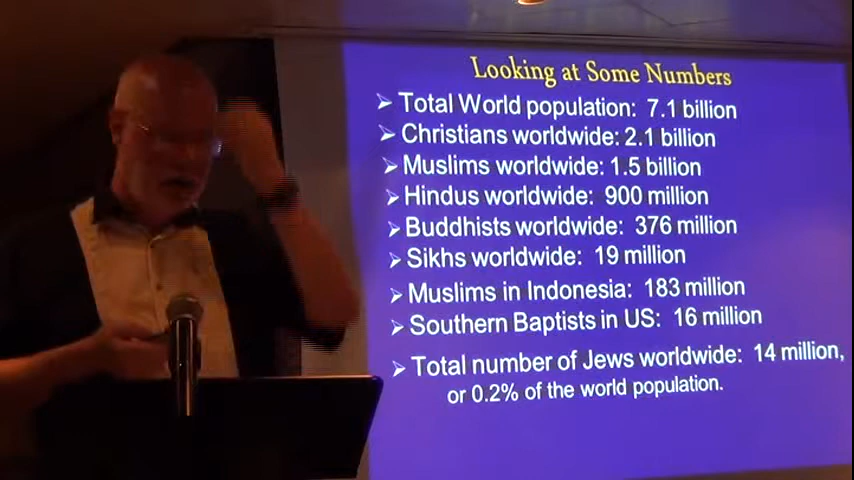 Looking at Some Numbers
➢ Total World population: 7.1 billion
➢ Christians worldwide: 2.1 billion
➢ Muslims worldwide: 1.5 billion
➢ Hindus worldwide: 900 million
➢ Buddhists worldwide: 376 million
➢ Sikhs worldwide: 19 million
➢ Muslims in Indonesia: 183 million
➢ Southern Baptists in US: 16 million
➢ Total number of Jews worldwide: 14 million,
or 0.2% of the world population.